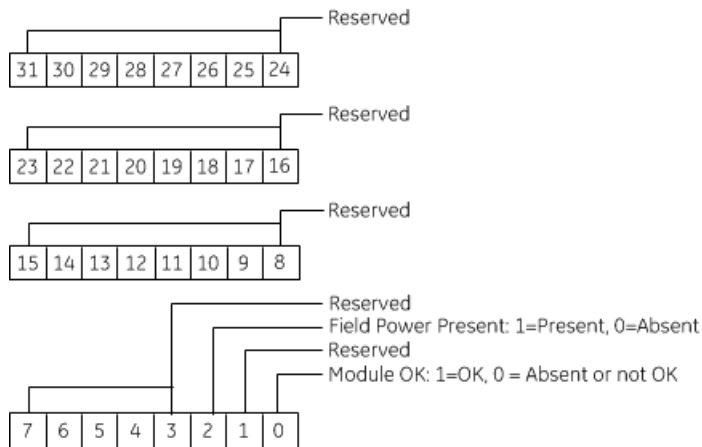 Reserved
31 30 29 28 27 26 25 24
Reserved
23 22 21 20 19 18 17 16
Reserved
15 14 13 12 11 10 9 8
Reserved
Field Power Present: 1=Present, 0=Absent
Reserved
Module OK: 1=OK, 0 = Absent or not OK
7 6 5 4 3 2 1 0